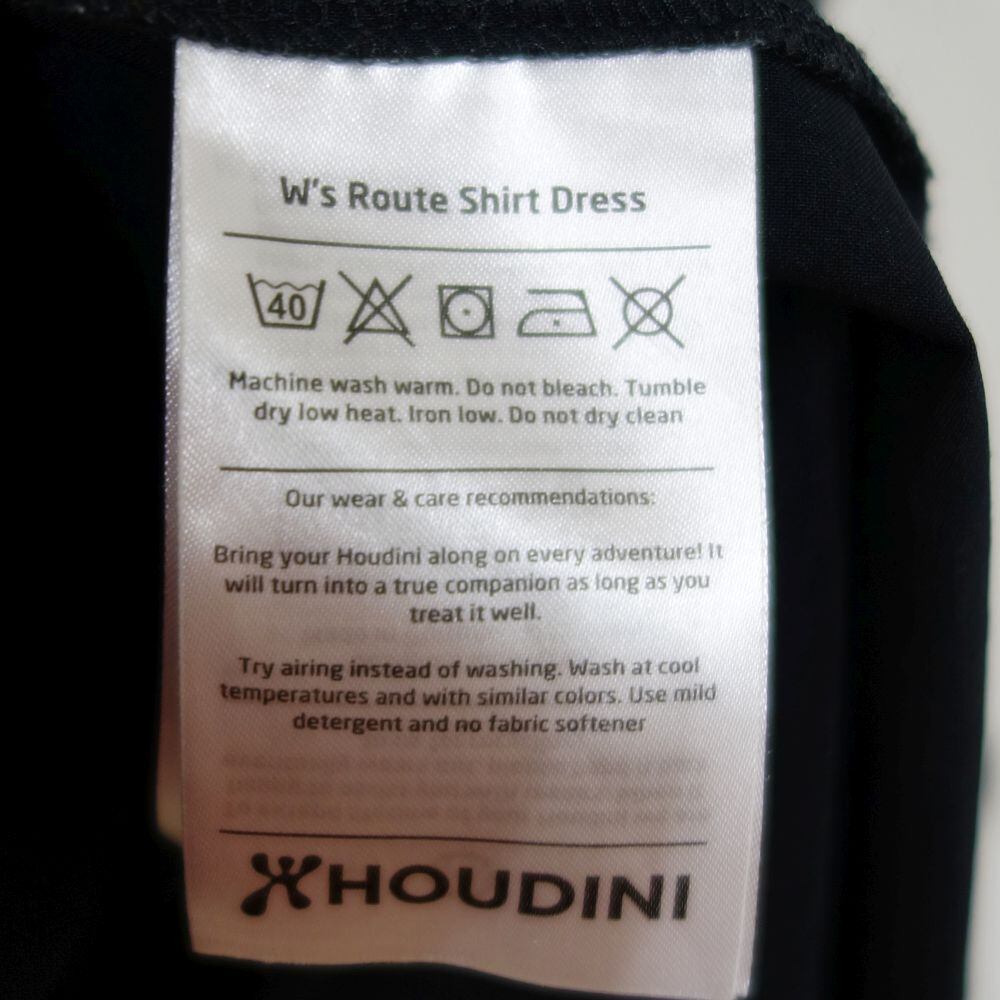 W's Route Shirt Dress
40
Machine wash warm. Do not bleach. Tumble
dry low heat. Iron low. Do not dry clean
Our wear & care recommendations:
Bring your Houdini along on every adventure! It
will turn into a true companion as long as you
treat it well.
Try airing instead of washing. Wash at cool
temperatures and with similar colors. Use mild
detergent and no fabric softener
HOUDINI